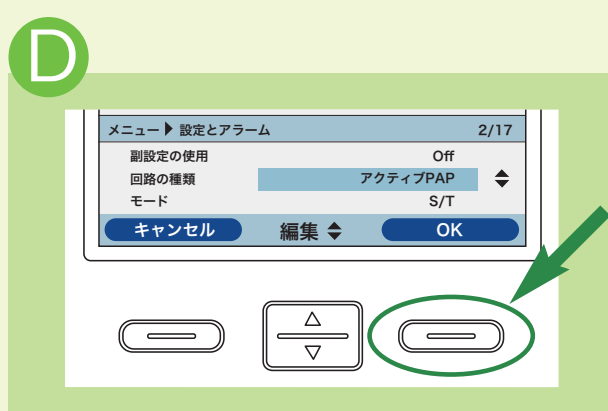 D
メニュー▶ 設定とアラーム 2/17
副設定の使用 Off
回路の種類 アクティブPAP
モード S/T
キャンセル 編集 OK